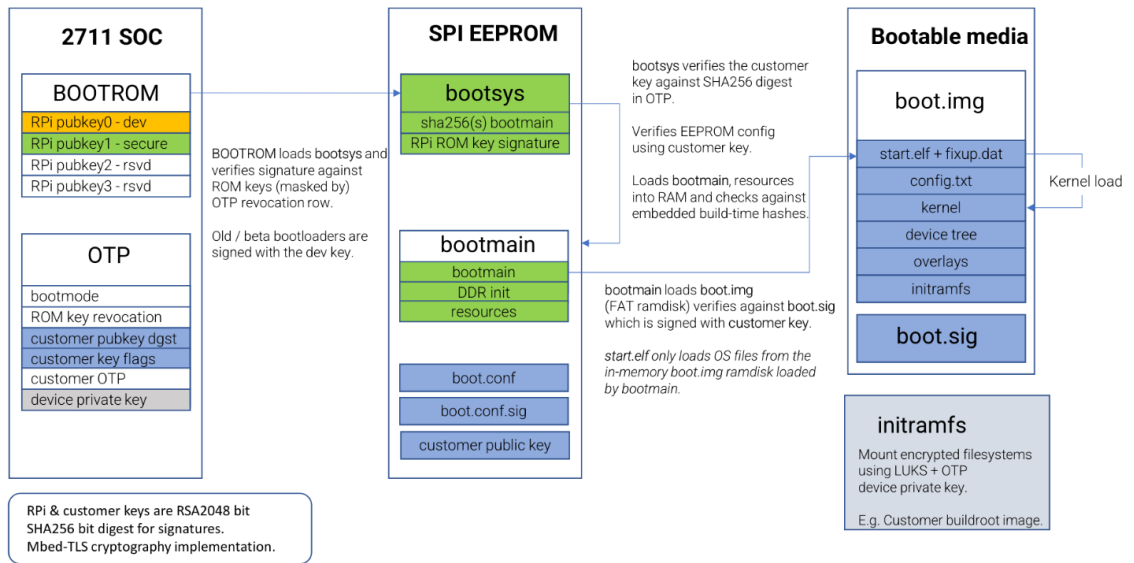 2711 SOC
BOOTROM
RPi pubkey0 - dev
RPi pubkey1 - secure
RPi pubkey2 - rsvd
RPi pubkey3 - rsvd
OTP
bootmode
ROM key revocation
customer pubkey dgst
customer key flags
customer OTP
device private key
BOOTROM loads bootsys and
verifies signature against
ROM keys (masked by)
OTP revocation row.
Old / beta bootloaders are
signed with the dev key.
SPI EEPROM
bootsys
sha256(s) bootmain
RPi ROM key signature
bootmain
bootmain
DDR init
resources
boot.conf
boot.conf.sig
customer public key
bootsys verifies the customer
key against SHA256 digest
in OTP.
Verifies EEPROM config
using customer key.
Loads bootmain, resources
into RAM and checks against
embedded build-time hashes.
bootmain loads boot.img
(FAT ramdisk) verifies against boot.sig
which is signed with customer key.
start.elf only loads OS files from the
in-memory boot.img ramdisk loaded
by bootmain.
Bootable media
boot.img
start.elf + fixup.dat
config.txt
kernel
device tree
overlays
initramfs
boot.sig
Kernel load
initramfs
Mount encrypted filesystems
using LUKS + OTP
device private key.
E.g. Customer buildroot image.
RPi & customer keys are RSA2048 bit
SHA256 bit digest for signatures.
Mbed-TLS cryptography implementation.